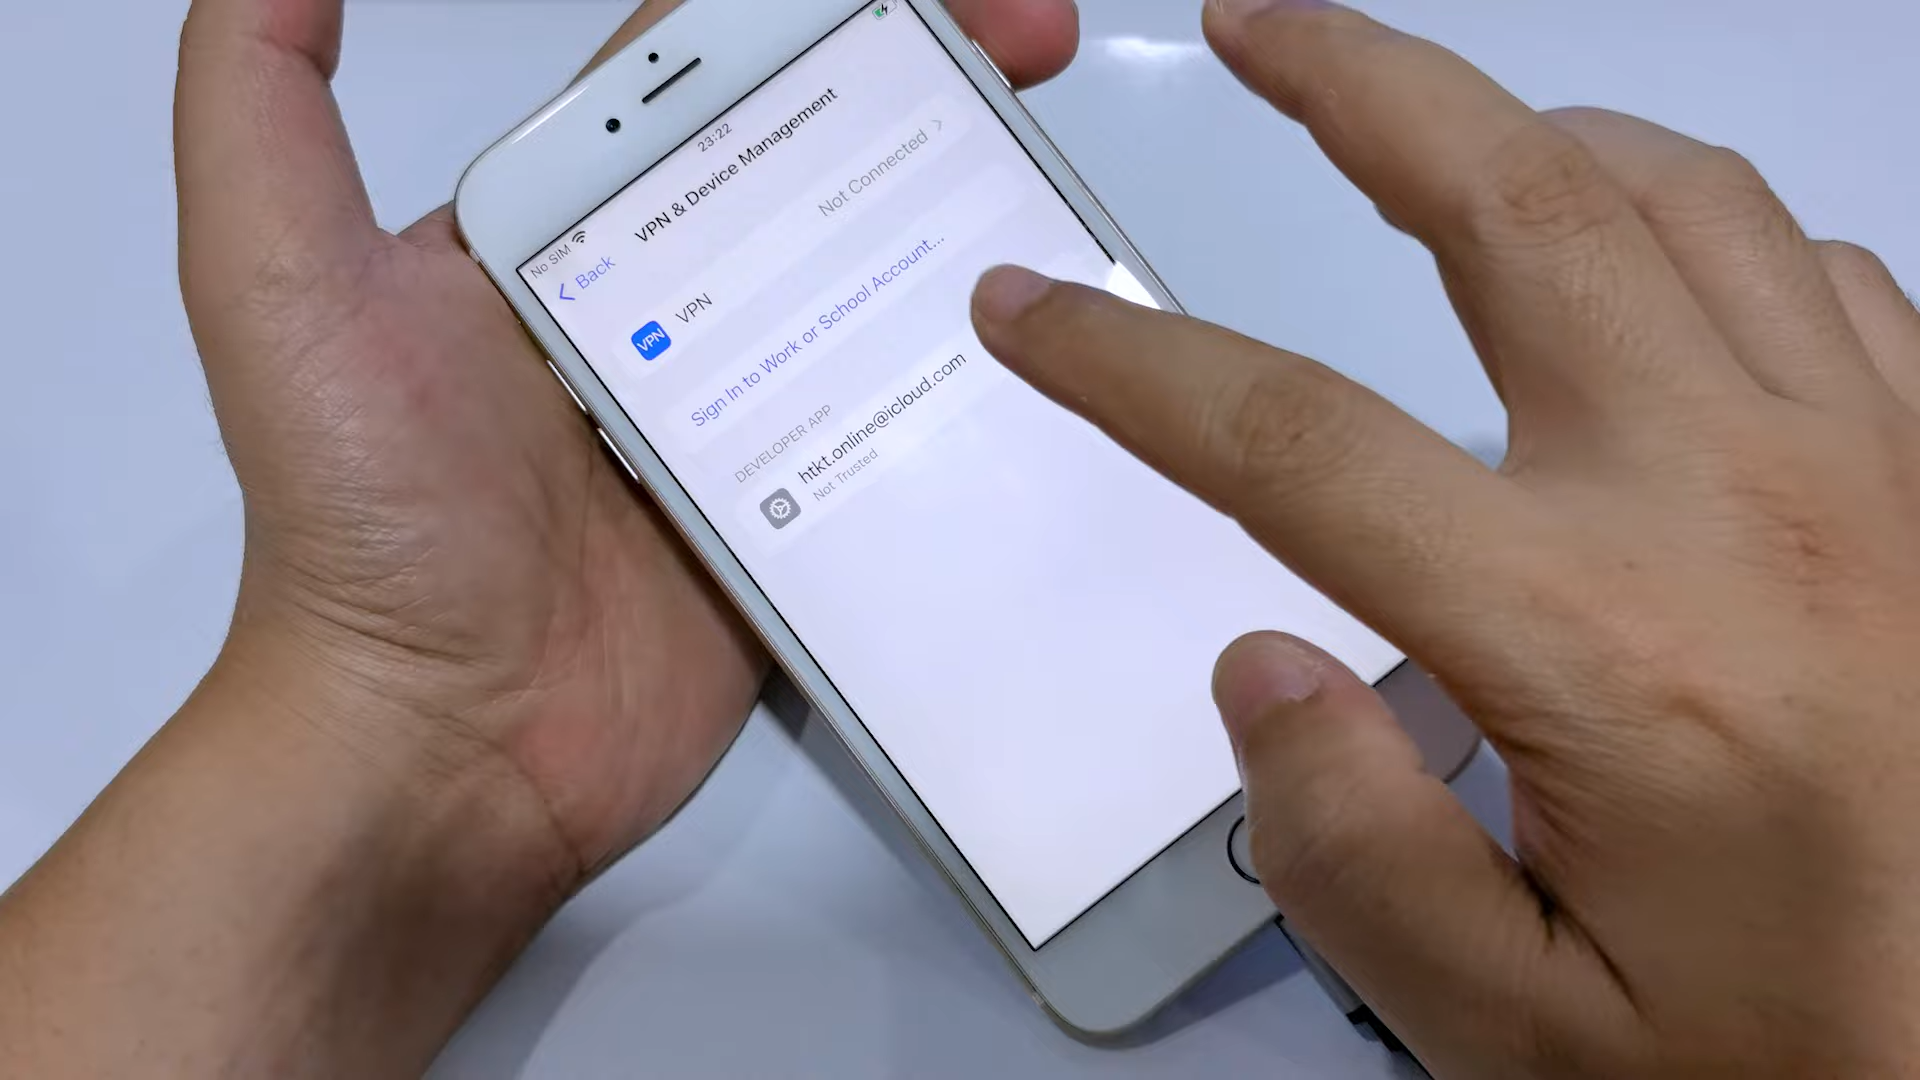 No SIM 23:22
Back VPN & Device Management
VPN VPN Not Connected
Sign In to Work or School Account...
DEVELOPER APP
htkt.online@icloud.com
Not Trusted